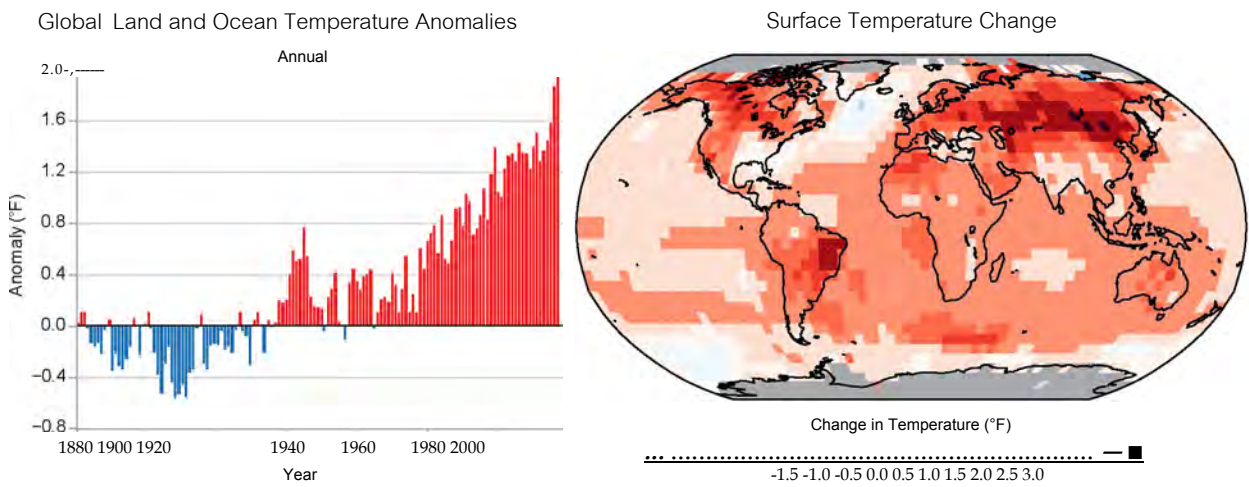 Global Land and Ocean Temperature Anomalies
Annual
2.0-,------
1.6
1.2
0.8
0.4
0.0
−0.4
−0.8
Anomaly (°F)
1880 1900 1920 1940 1960 1980 2000
Year
Surface Temperature Change
Change in Temperature (°F)
-1.5 -1.0 -0.5 0.0 0.5 1.0 1.5 2.0 2.5 3.0